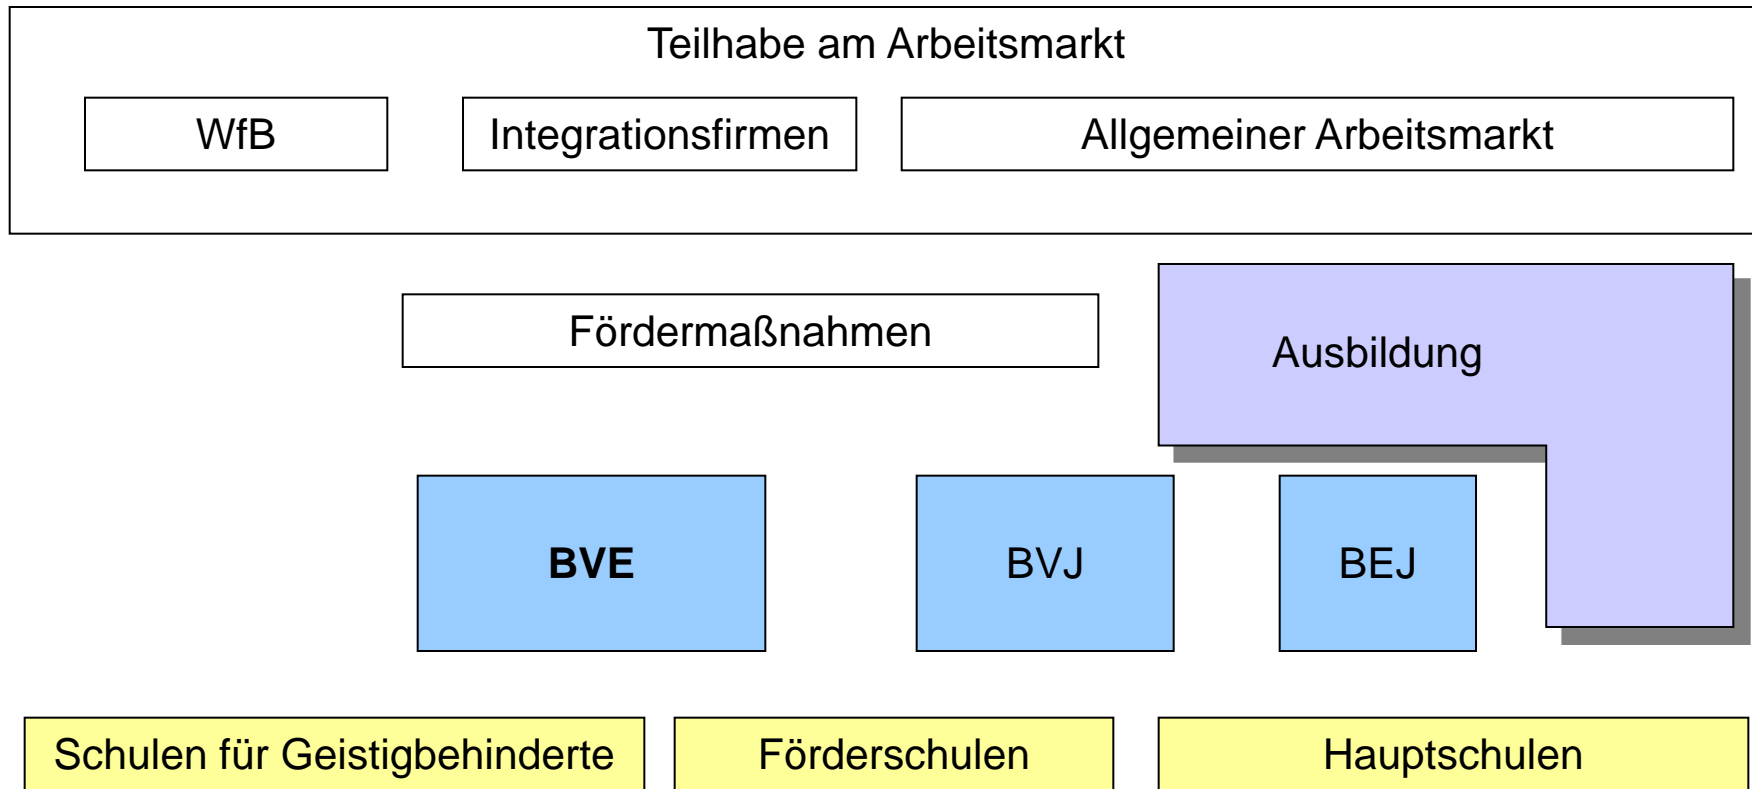 Teilhabe am Arbeitsmarkt
WfB
Integrationsfirmen
Allgemeiner Arbeitsmarkt
Fördermaßnahmen
Ausbildung
BVE
BVJ
BEJ
Schulen für Geistigbehinderte
Förderschulen
Hauptschulen